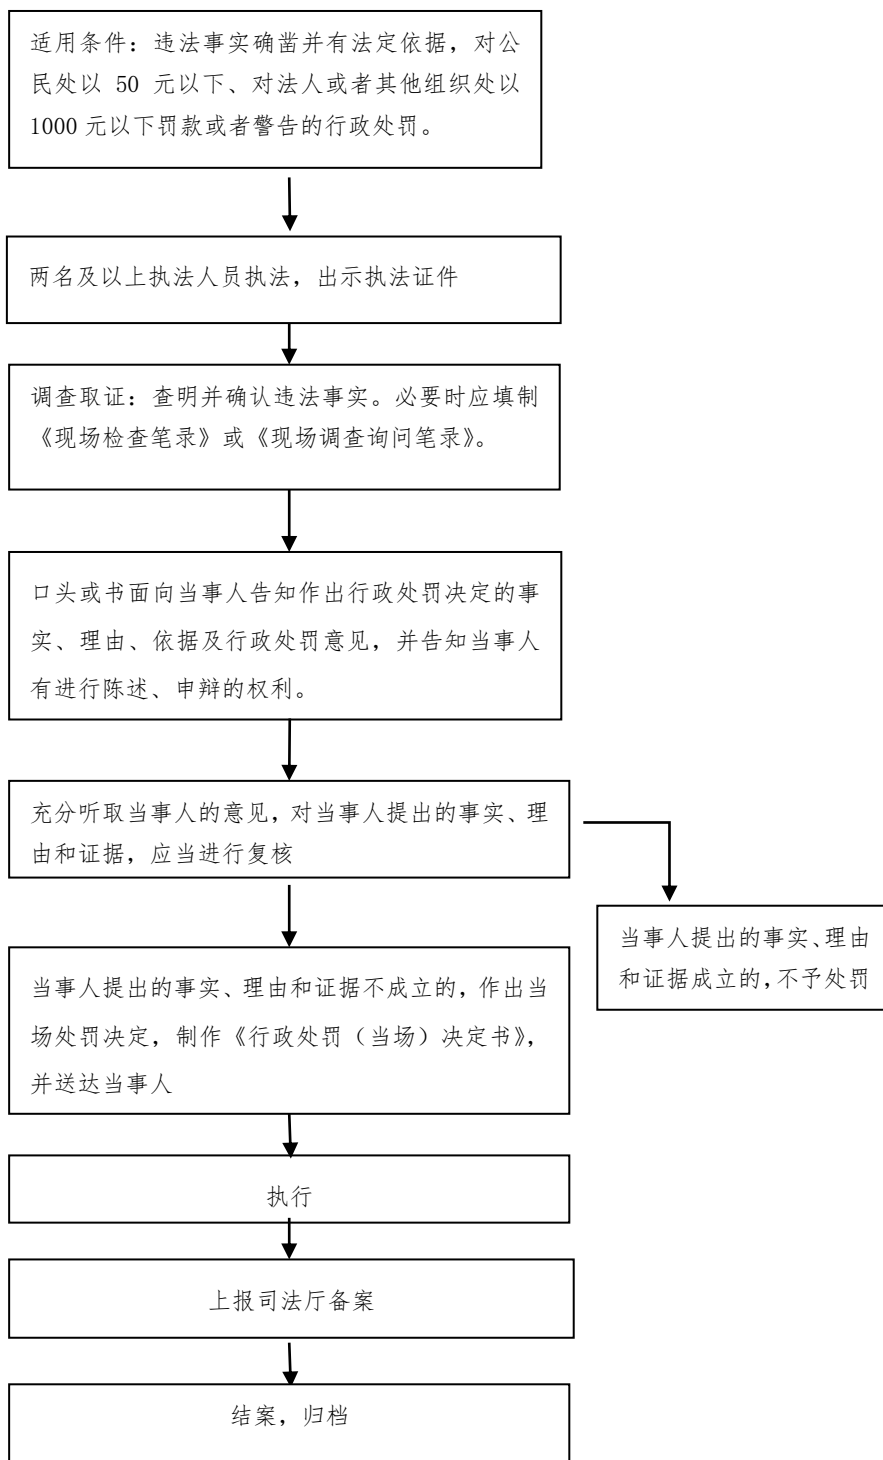 适用条件：违法事实确凿并有法定依据，对公
民处以 50 元以下、对法人或者其他组织处以
1000 元以下罚款或者警告的行政处罚。
两名及以上执法人员执法，出示执法证件
调查取证：查明并确认违法事实。必要时应填制
《现场检查笔录》或《现场调查询问笔录》。
口头或书面向当事人告知作出行政处罚决定的事
实、理由、依据及行政处罚意见，并告知当事人
有进行陈述、申辩的权利。
充分听取当事人的意见，对当事人提出的事实、理
由和证据，应当进行复核
当事人提出的事实、理由
和证据成立的，不予处罚
当事人提出的事实、理由和证据不成立的，作出当
场处罚决定，制作《行政处罚（当场）决定书》，
并送达当事人
执行
上报司法厅备案
结案，归档